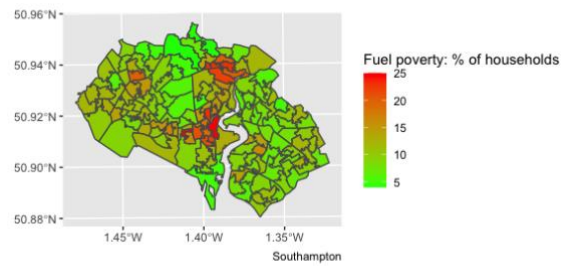 50.96°N
50.94°N
50.92°N
50.90°N
50.88°N
1.45°W 1.40°W 1.35°W
Southampton
Fuel poverty: % of households
25
20
15
10
5